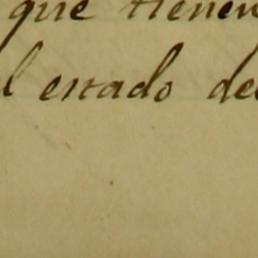 que tienen
l estado de